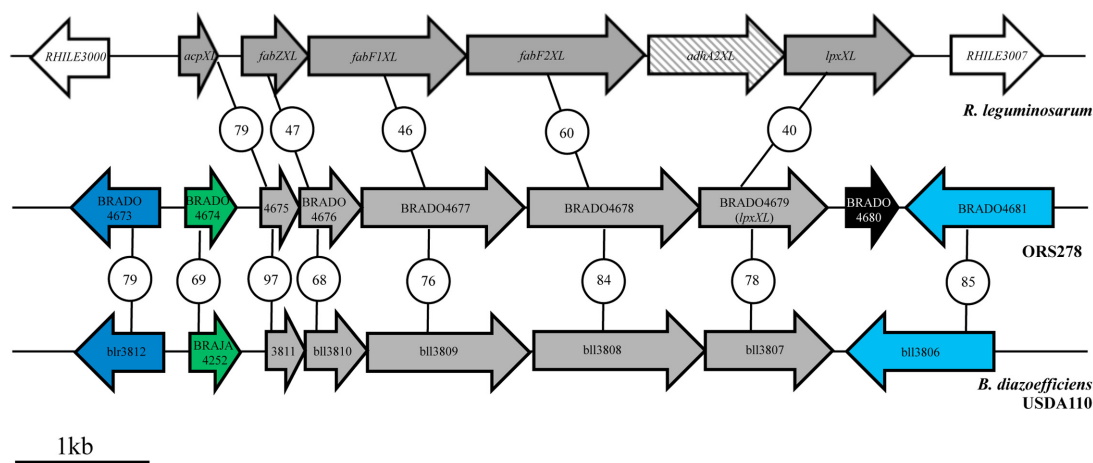 RHILE3000 acpXL fabZXL fabF1XL fabF2XL adhA2XL lpxXL RHILE3007
R. leguminosarum
79 47 46 60 40
BRADO
4673
BRADO
4674
4675
BRADO
4676
BRADO4677
BRADO4678
BRADO4679
(lpxXL)
BRADO
4680
BRADO4681
ORS278
79 69 97 68 76 84 78 85
blr3812
BRAJA
4252
3811
bll3810
bll3809
bll3808
bll3807
bll3806
B. diazoefficiens
USDA110
1kb